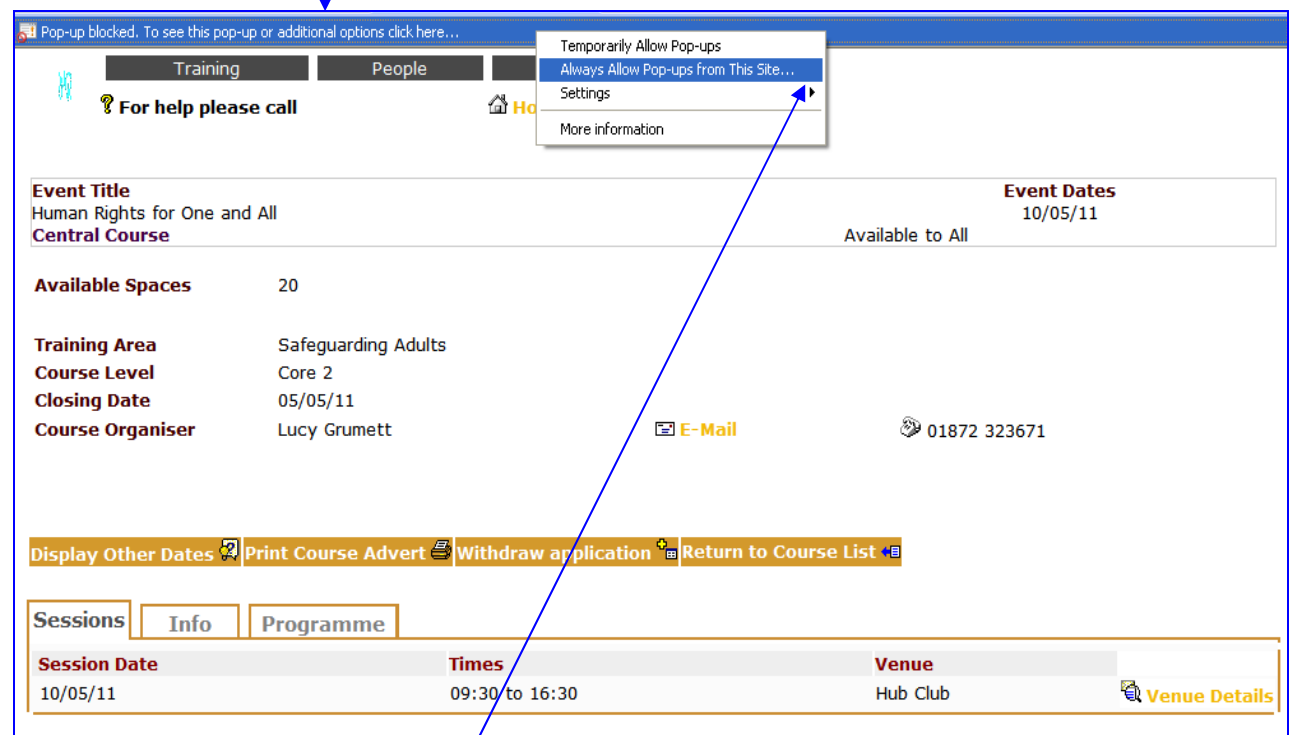 Pop-up blocked. To see this pop-up or additional options click here...
Temporarily Allow Pop-ups
Always Allow Pop-ups from This Site...
Settings
More information
Training People
For help please call Ho
Event Title Event Dates
Human Rights for One and All 10/05/11
Central Course Available to All
Available Spaces 20
Training Area Safeguarding Adults
Course Level Core 2
Closing Date 05/05/11
Course Organiser Lucy Grumett E-Mail 01872 323671
Display Other Dates Print Course Advert Withdraw application Return to Course List
Sessions Info Programme
Session Date Times Venue
10/05/11 09:30 to 16:30 Hub Club Venue Details